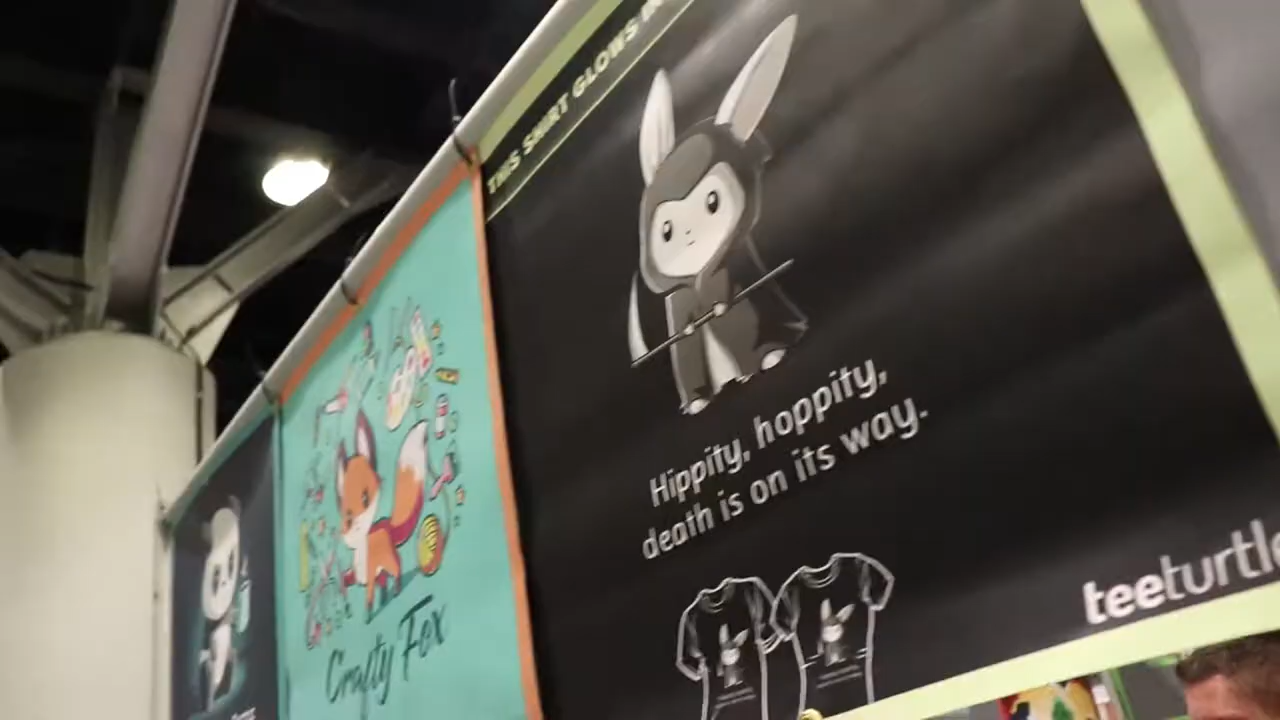 THIS SHIRT GLOWS
Hippity, hoppity,
death is on its way.
teeturtle
Crafty Fox